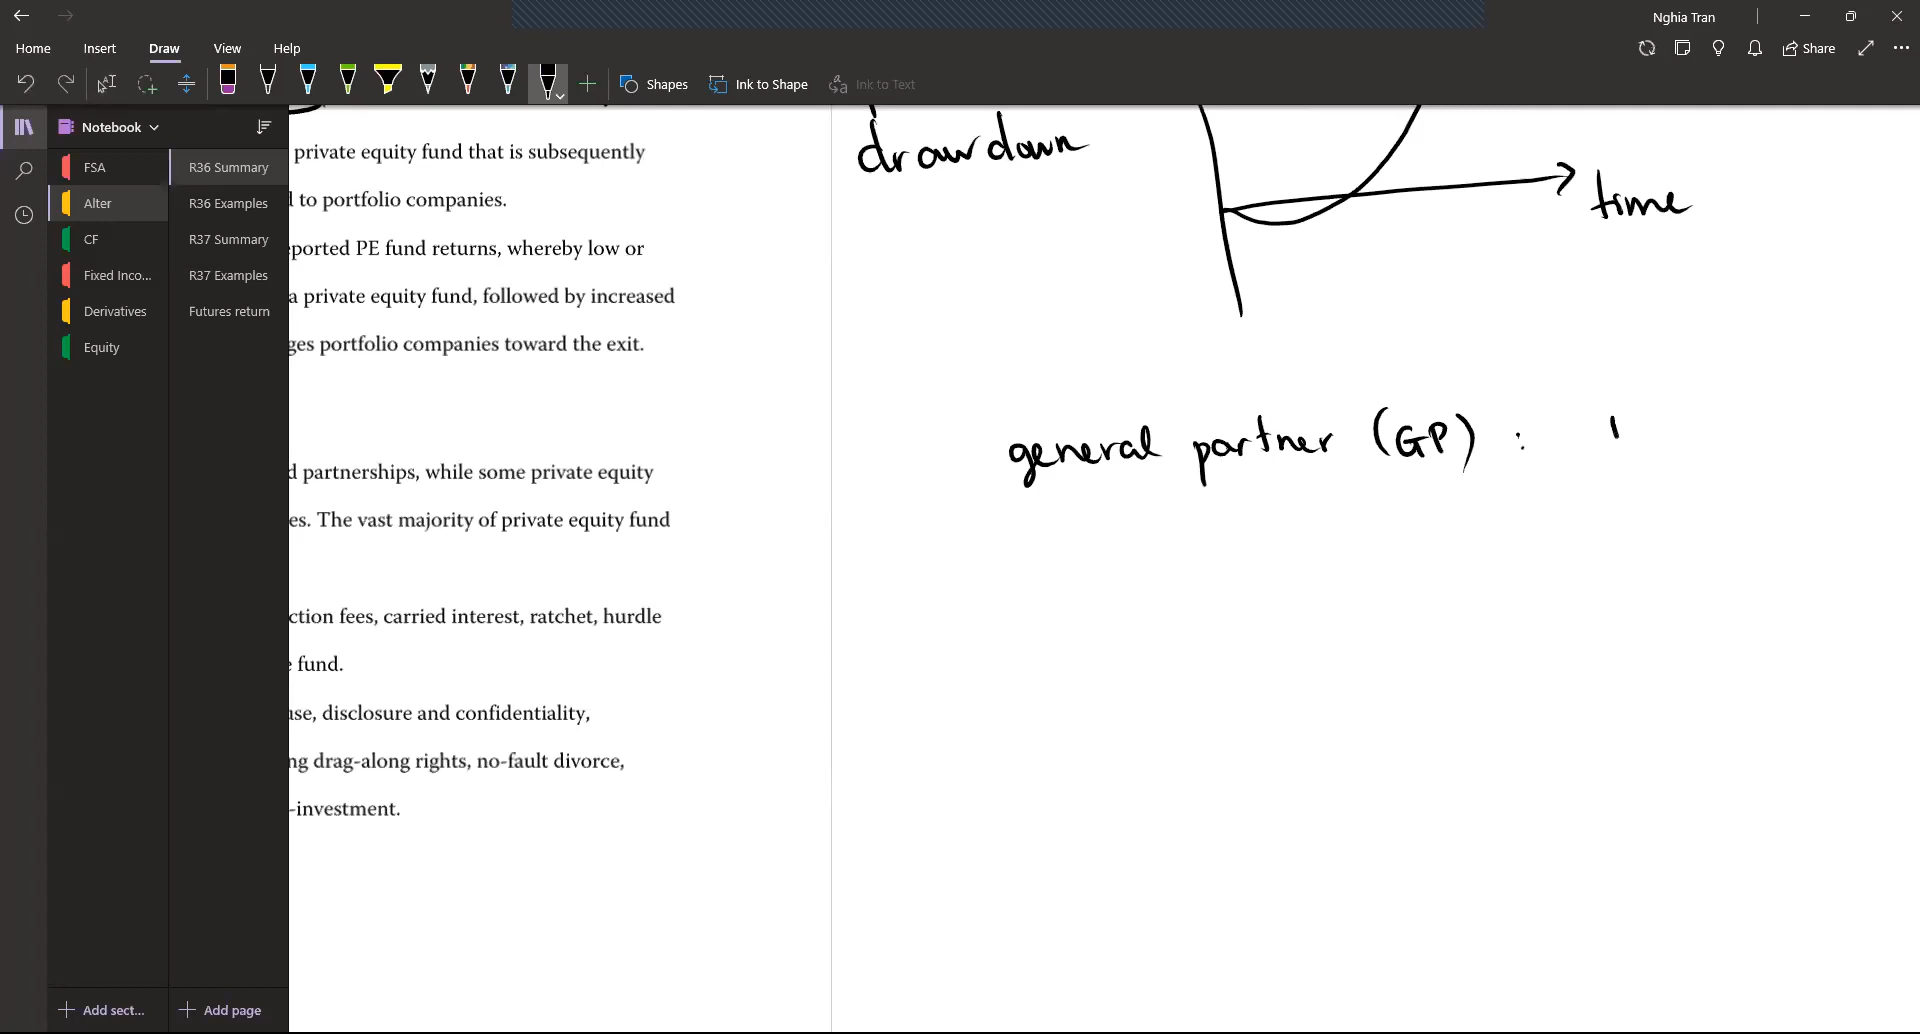 Nghia Tran
Home Insert Draw View Help
Share
Shapes Ink to Shape Ink to Text
Notebook
FSA
Alter
CF
Fixed Inco...
Derivatives
Equity
R36 Summary
R36 Examples
R37 Summary
R37 Examples
Futures return
Add sect...
Add page
private equity fund that is subsequently
to portfolio companies.
ported PE fund returns, whereby low or
a private equity fund, followed by increased
ges portfolio companies toward the exit.
partnerships, while some private equity
es. The vast majority of private equity fund
ction fees, carried interest, ratchet, hurdle
fund.
use, disclosure and confidentiality,
ng drag-along rights, no-fault divorce,
-investment.
drawdown
time
general partner (GP) :